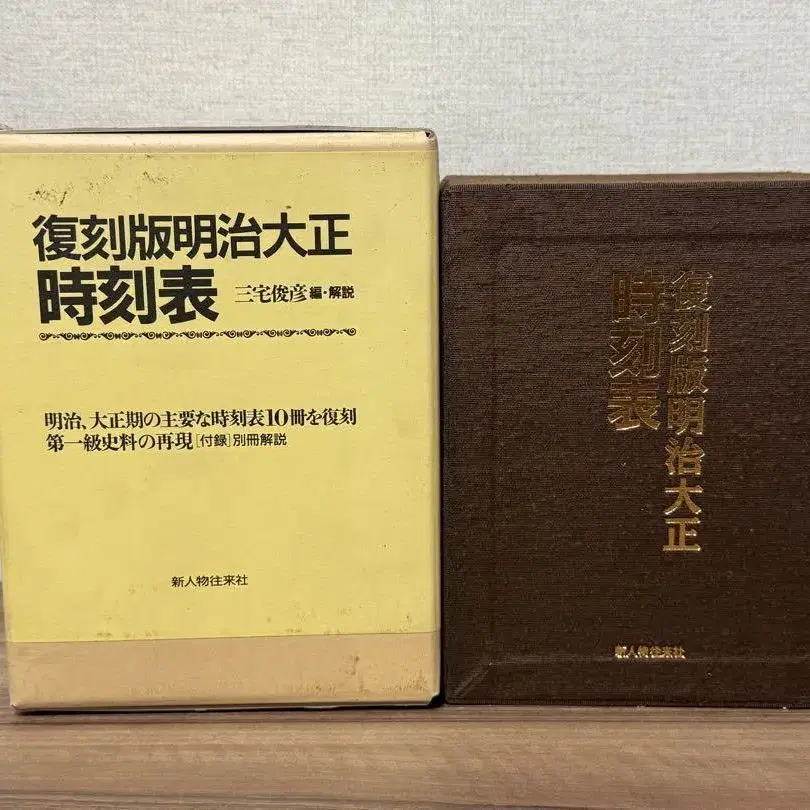 復刻版明治大正
時刻表
三宅俊彦 編・解説
明治、大正期の主要な時刻表10冊を復刻
第一級史料の再現[付録]別冊解説
新人物往来社
復刻版明治大正
時刻表
新人物往来社